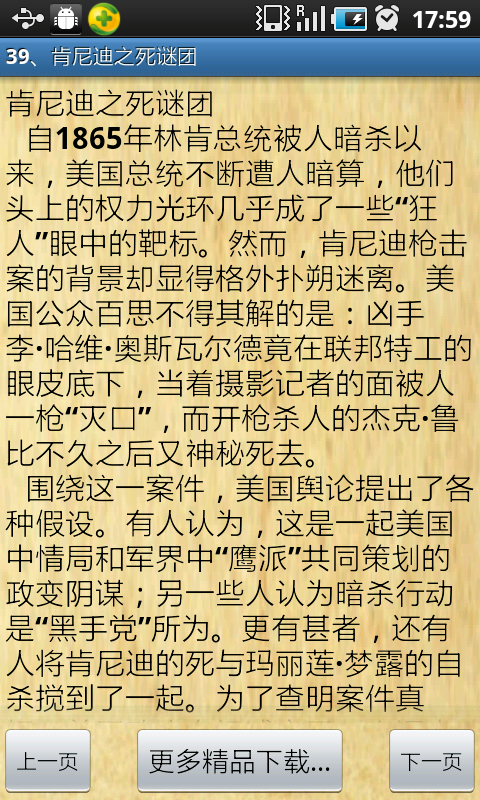 R 17:59
39、肯尼迪之死谜团
肯尼迪之死谜团
自1865年林肯总统被人暗杀以
来，美国总统不断遭人暗算，他们
头上的权力光环几乎成了一些“狂
人”眼中的靶标。然而，肯尼迪枪击
案的背景却显得格外扑朔迷离。美
国公众百思不得其解的是：凶手
李·哈维·奥斯瓦尔德竟在联邦特工的
眼皮底下，当着摄影记者的面被人
一枪“灭口”，而开枪杀人的杰克·鲁
比不久之后又神秘死去。
围绕这一案件，美国舆论提出了各
种假设。有人认为，这是一起美国
中情局和军界中“鹰派”共同策划的
政变阴谋；另一些人认为暗杀行动
是“黑手党”所为。更有甚者，还有
人将肯尼迪的死与玛丽莲·梦露的自
杀搅到了一起。为了查明案件真
上一页 更多精品下载... 下一页